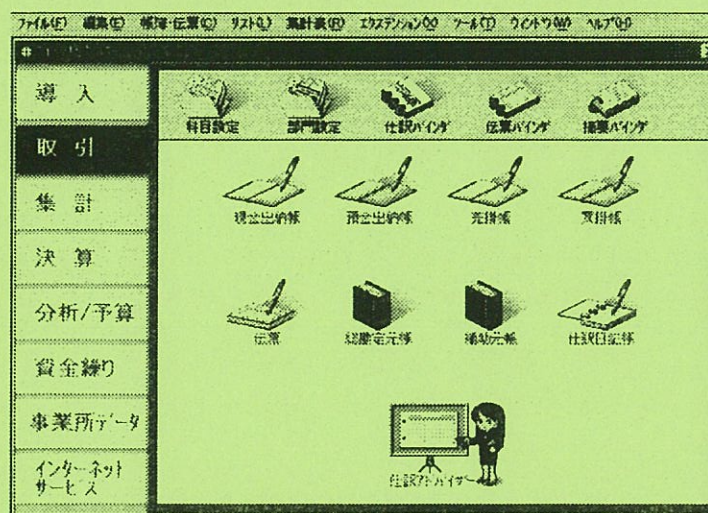 ファイル(F) 編集(E) 帳簿・伝票(C) リスト(L) 集計表(R) エクステンション(X) ツール(T) ウィンドウ(W) ヘルプ(H)
導入
取引
集計
決算
分析/予算
資金繰り
事業所データ
インターネット
サービス
科目設定 部門設定 仕訳バインダ 伝票バインダ 摘要バインダ
現金出納帳 預金出納帳 売掛帳 買掛帳
伝票 総勘定元帳 補助元帳 仕訳日記帳
仕訳アドバイザー